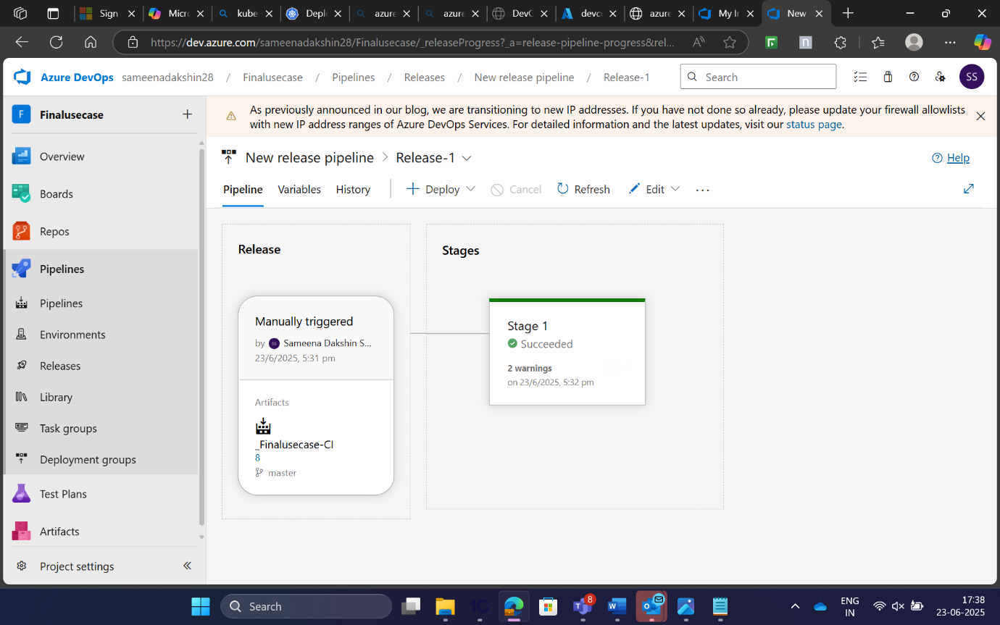 Sign
Micro
kube
Depl
azure
azure
DevO
devco
azure
My In
New
https://dev.azure.com/sameenadakshin28/Finalusecase/_releaseProgress?_a=release-pipeline-progress&rel...
Azure DevOps sameenadakshin28 / Finalusecase / Pipelines / Releases / New release pipeline / Release-1
Search
SS
F Finalusecase
As previously announced in our blog, we are transitioning to new IP addresses. If you have not done so already, please update your firewall allowlists
with new IP address ranges of Azure DevOps Services. For detailed information and the latest updates, visit our status page.
Overview
Boards
Repos
Pipelines
Pipelines
Environments
Releases
Library
Task groups
Deployment groups
Test Plans
Artifacts
Project settings
New release pipeline > Release-1
Help
Pipeline Variables History Deploy Cancel Refresh Edit ...
Release
Manually triggered
by SS Sameena Dakshin S...
23/6/2025, 5:31 pm
Artifacts
_Finalusecase-CI
8
master
Stages
Stage 1
Succeeded
2 warnings
on 23/6/2025, 5:32 pm
Search
8
ENG
IN
17:38
23-06-2025